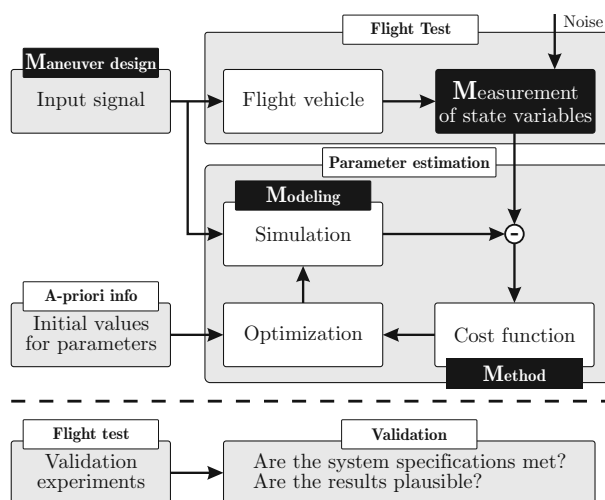 Flight Test
Noise
Maneuver design
Input signal
Flight vehicle
Measurement
of state variables
Parameter estimation
Modeling
Simulation
-
A-priori info
Initial values
for parameters
Optimization
Cost function
Method
Flight test
Validation
experiments
Validation
Are the system specifications met?
Are the results plausible?